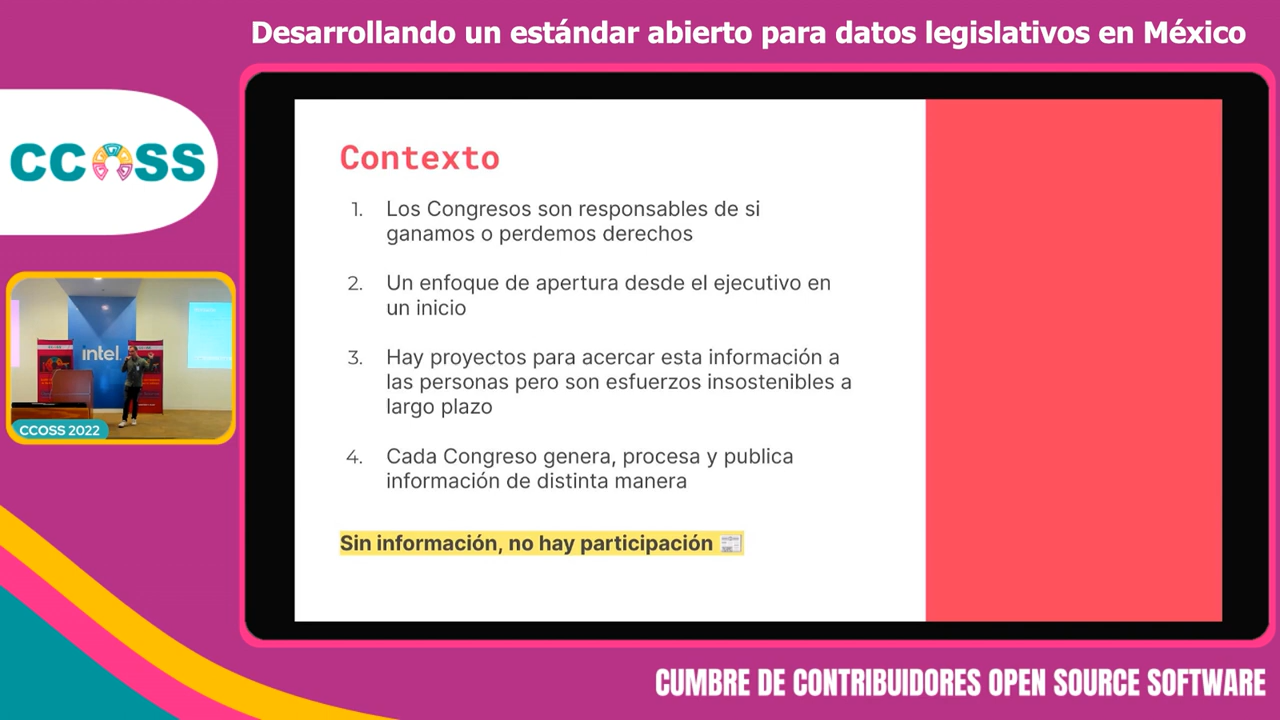 Desarrollando un estándar abierto para datos legislativos en México
CCOSS
intel.
CCOSS 2022
Contexto
1. Los Congresos son responsables de si
ganamos o perdemos derechos
2. Un enfoque de apertura desde el ejecutivo en
un inicio
3. Hay proyectos para acercar esta información a
las personas pero son esfuerzos insostenibles a
largo plazo
4. Cada Congreso genera, procesa y publica
información de distinta manera
Sin información, no hay participación 📰
CUMBRE DE CONTRIBUIDORES OPEN SOURCE SOFTWARE